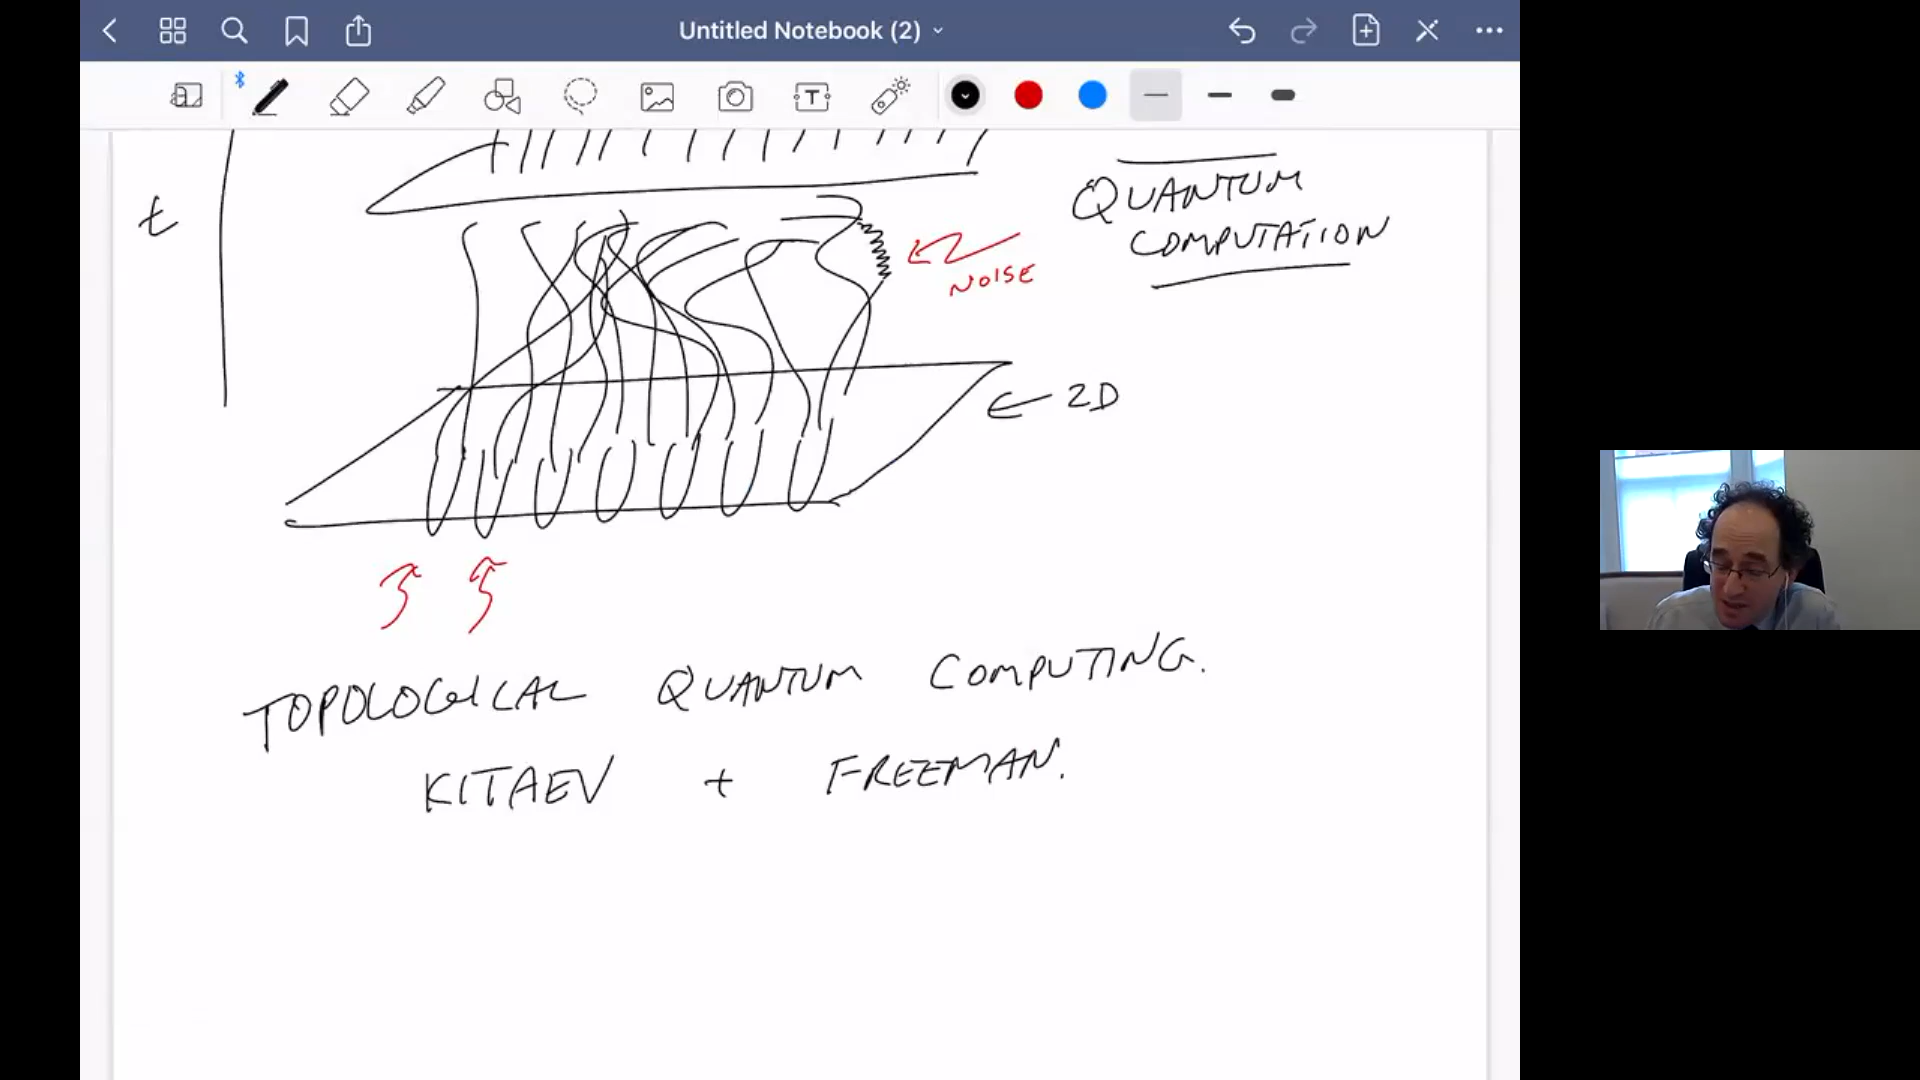 Untitled Notebook (2)
T
t
QUANTUM
COMPUTATION
NOISE
2D
TOPOLOGICAL QUANTUM COMPUTING.
KITAEV + FREEMAN.